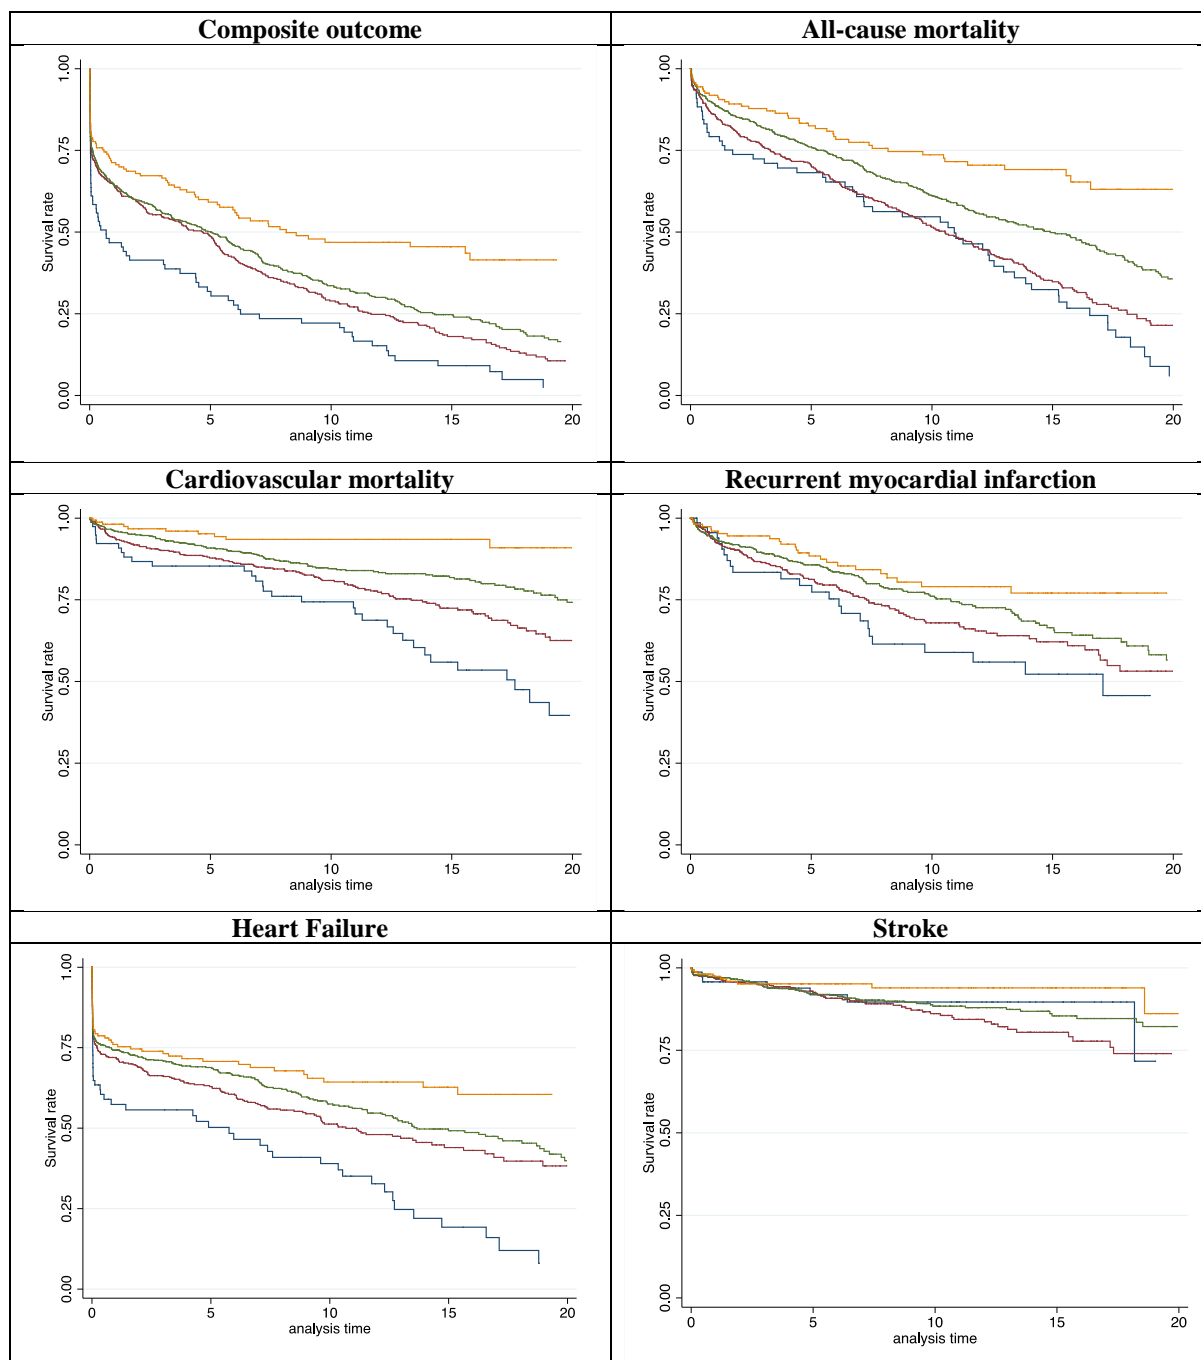 Composite outcome
Survival rate
1.00
0.75
0.50
0.25
0.00
0 5 10 15 20
analysis time
All-cause mortality
Survival rate
1.00
0.75
0.50
0.25
0.00
0 5 10 15 20
analysis time
Cardiovascular mortality
Survival rate
1.00
0.75
0.50
0.25
0.00
0 5 10 15 20
analysis time
Recurrent myocardial infarction
Survival rate
1.00
0.75
0.50
0.25
0.00
0 5 10 15 20
analysis time
Heart Failure
Survival rate
1.00
0.75
0.50
0.25
0.00
0 5 10 15 20
analysis time
Stroke
Survival rate
1.00
0.75
0.50
0.25
0.00
0 5 10 15 20
analysis time